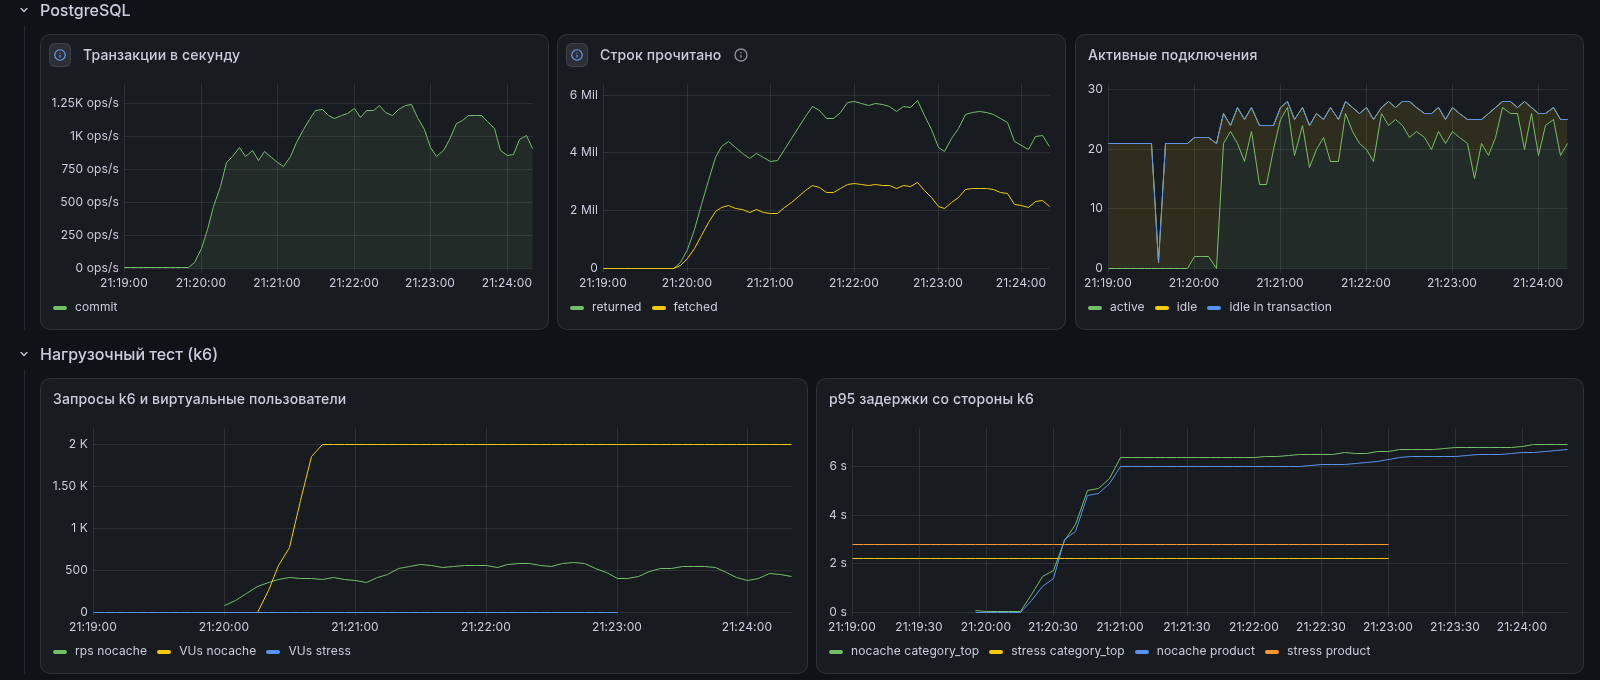 PostgreSQL
Транзакции в секунду
1.25K ops/s
1K ops/s
750 ops/s
500 ops/s
250 ops/s
0 ops/s
21:19:00 21:20:00 21:21:00 21:22:00 21:23:00 21:24:00
commit
Строк прочитано
6 Mil
4 Mil
2 Mil
0
21:19:00 21:20:00 21:21:00 21:22:00 21:23:00 21:24:00
returned fetched
Активные подключения
30
20
10
0
21:19:00 21:20:00 21:21:00 21:22:00 21:23:00 21:24:00
active idle idle in transaction
Нагрузочный тест (k6)
Запросы k6 и виртуальные пользователи
2 K
1.50 K
1 K
500
0
21:19:00 21:20:00 21:21:00 21:22:00 21:23:00 21:24:00
rps nocache VUs nocache VUs stress
p95 задержки со стороны k6
6 s
4 s
2 s
0 s
21:19:00 21:19:30 21:20:00 21:20:30 21:21:00 21:21:30 21:22:00 21:22:30 21:23:00 21:23:30 21:24:00
nocache category_top stress category_top nocache product stress product